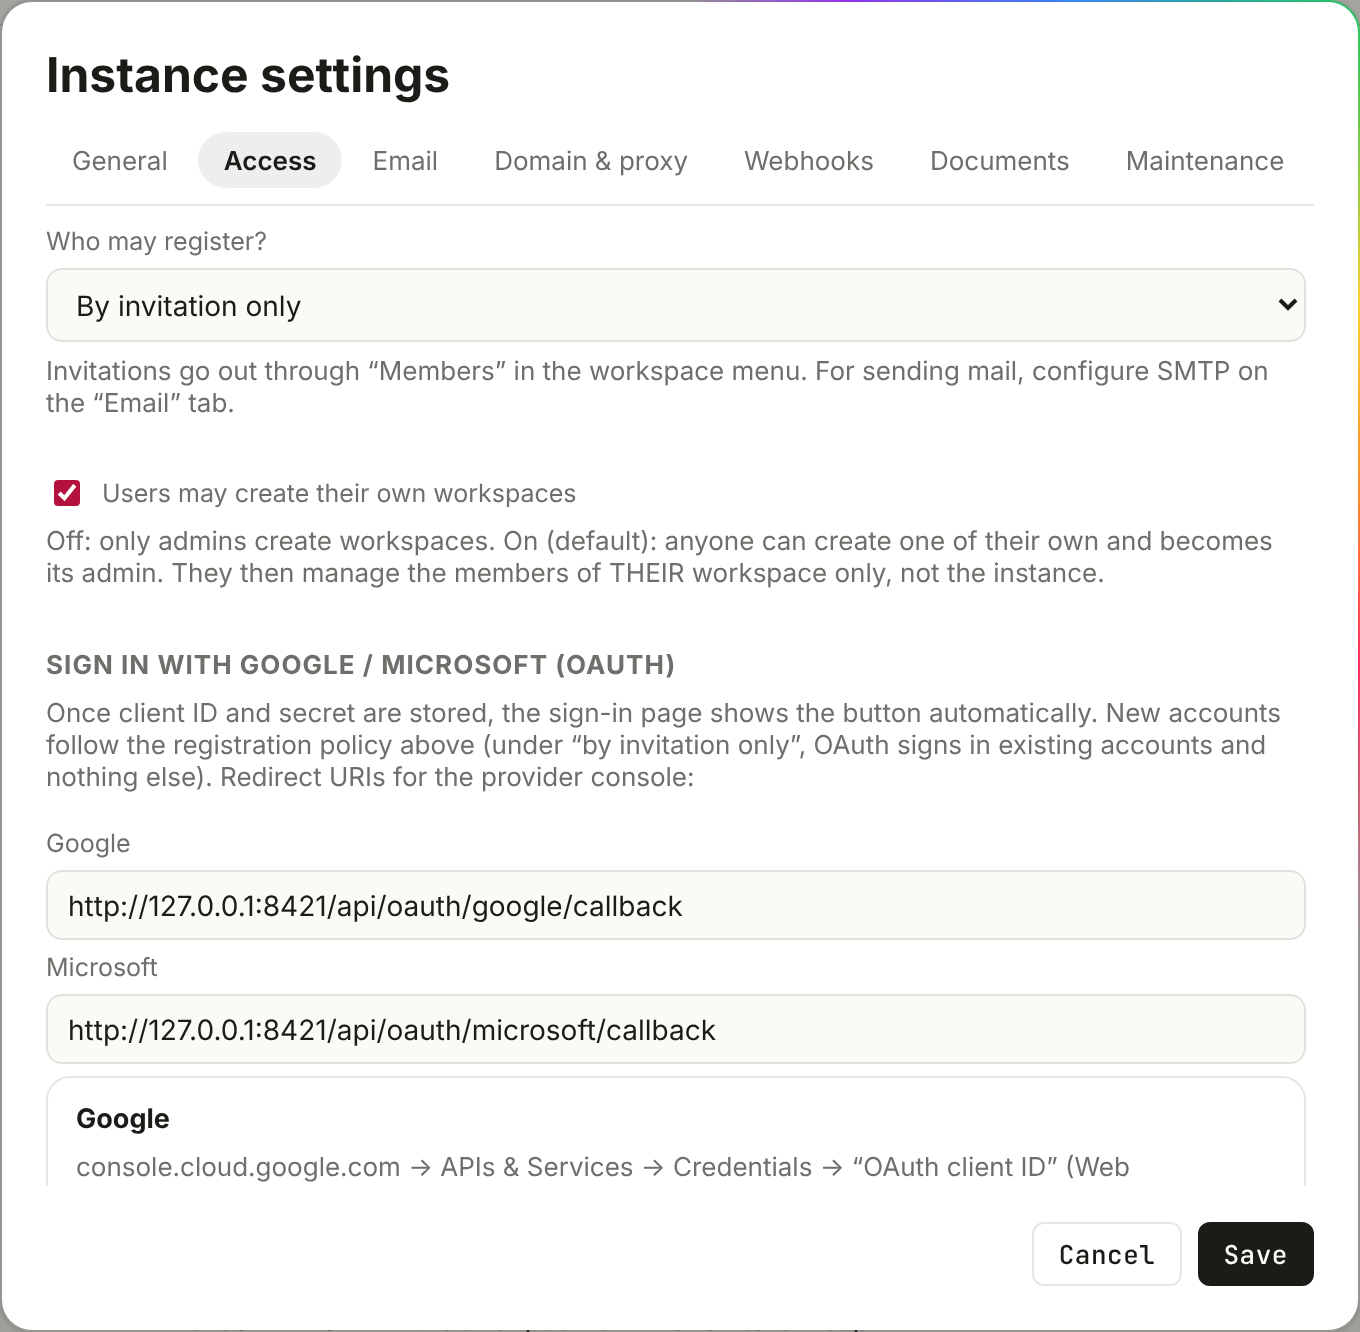 Instance settings
General Access Email Domain & proxy Webhooks Documents Maintenance
Who may register?
By invitation only
Invitations go out through “Members” in the workspace menu. For sending mail, configure SMTP on
the “Email” tab.
Users may create their own workspaces
Off: only admins create workspaces. On (default): anyone can create one of their own and becomes
its admin. They then manage the members of THEIR workspace only, not the instance.
SIGN IN WITH GOOGLE / MICROSOFT (OAUTH)
Once client ID and secret are stored, the sign-in page shows the button automatically. New accounts
follow the registration policy above (under “by invitation only”, OAuth signs in existing accounts and
nothing else). Redirect URIs for the provider console:
Google
http://127.0.0.1:8421/api/oauth/google/callback
Microsoft
http://127.0.0.1:8421/api/oauth/microsoft/callback
Google
console.cloud.google.com → APIs & Services → Credentials → “OAuth client ID” (Web
Cancel Save